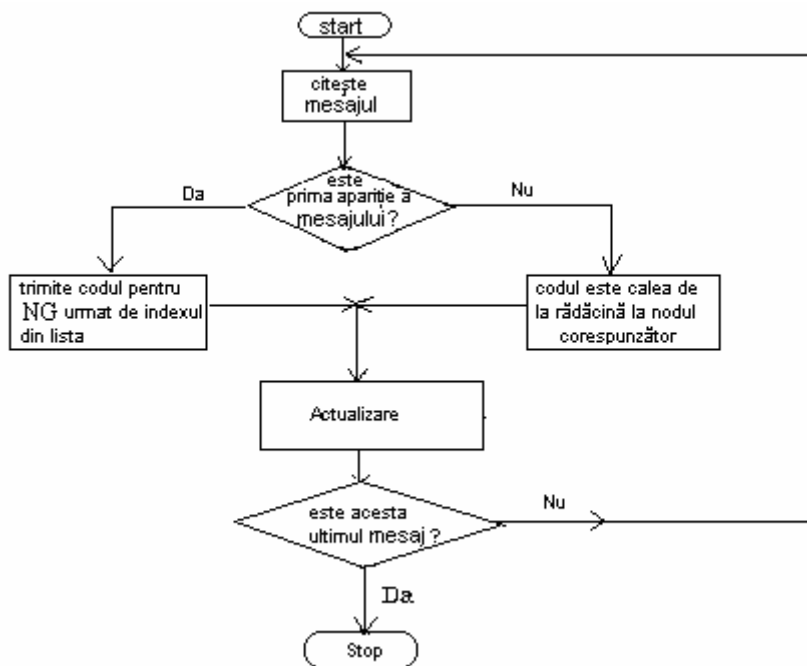 start
citește
mesajul
este
prima apariție a
mesajului?
Da
Nu
trimite codul pentru
NG urmat de indexul
din lista
codul este calea de
la rădăcină la nodul
corespunzător
Actualizare
este acesta
ultimul mesaj?
Nu
Da
Stop